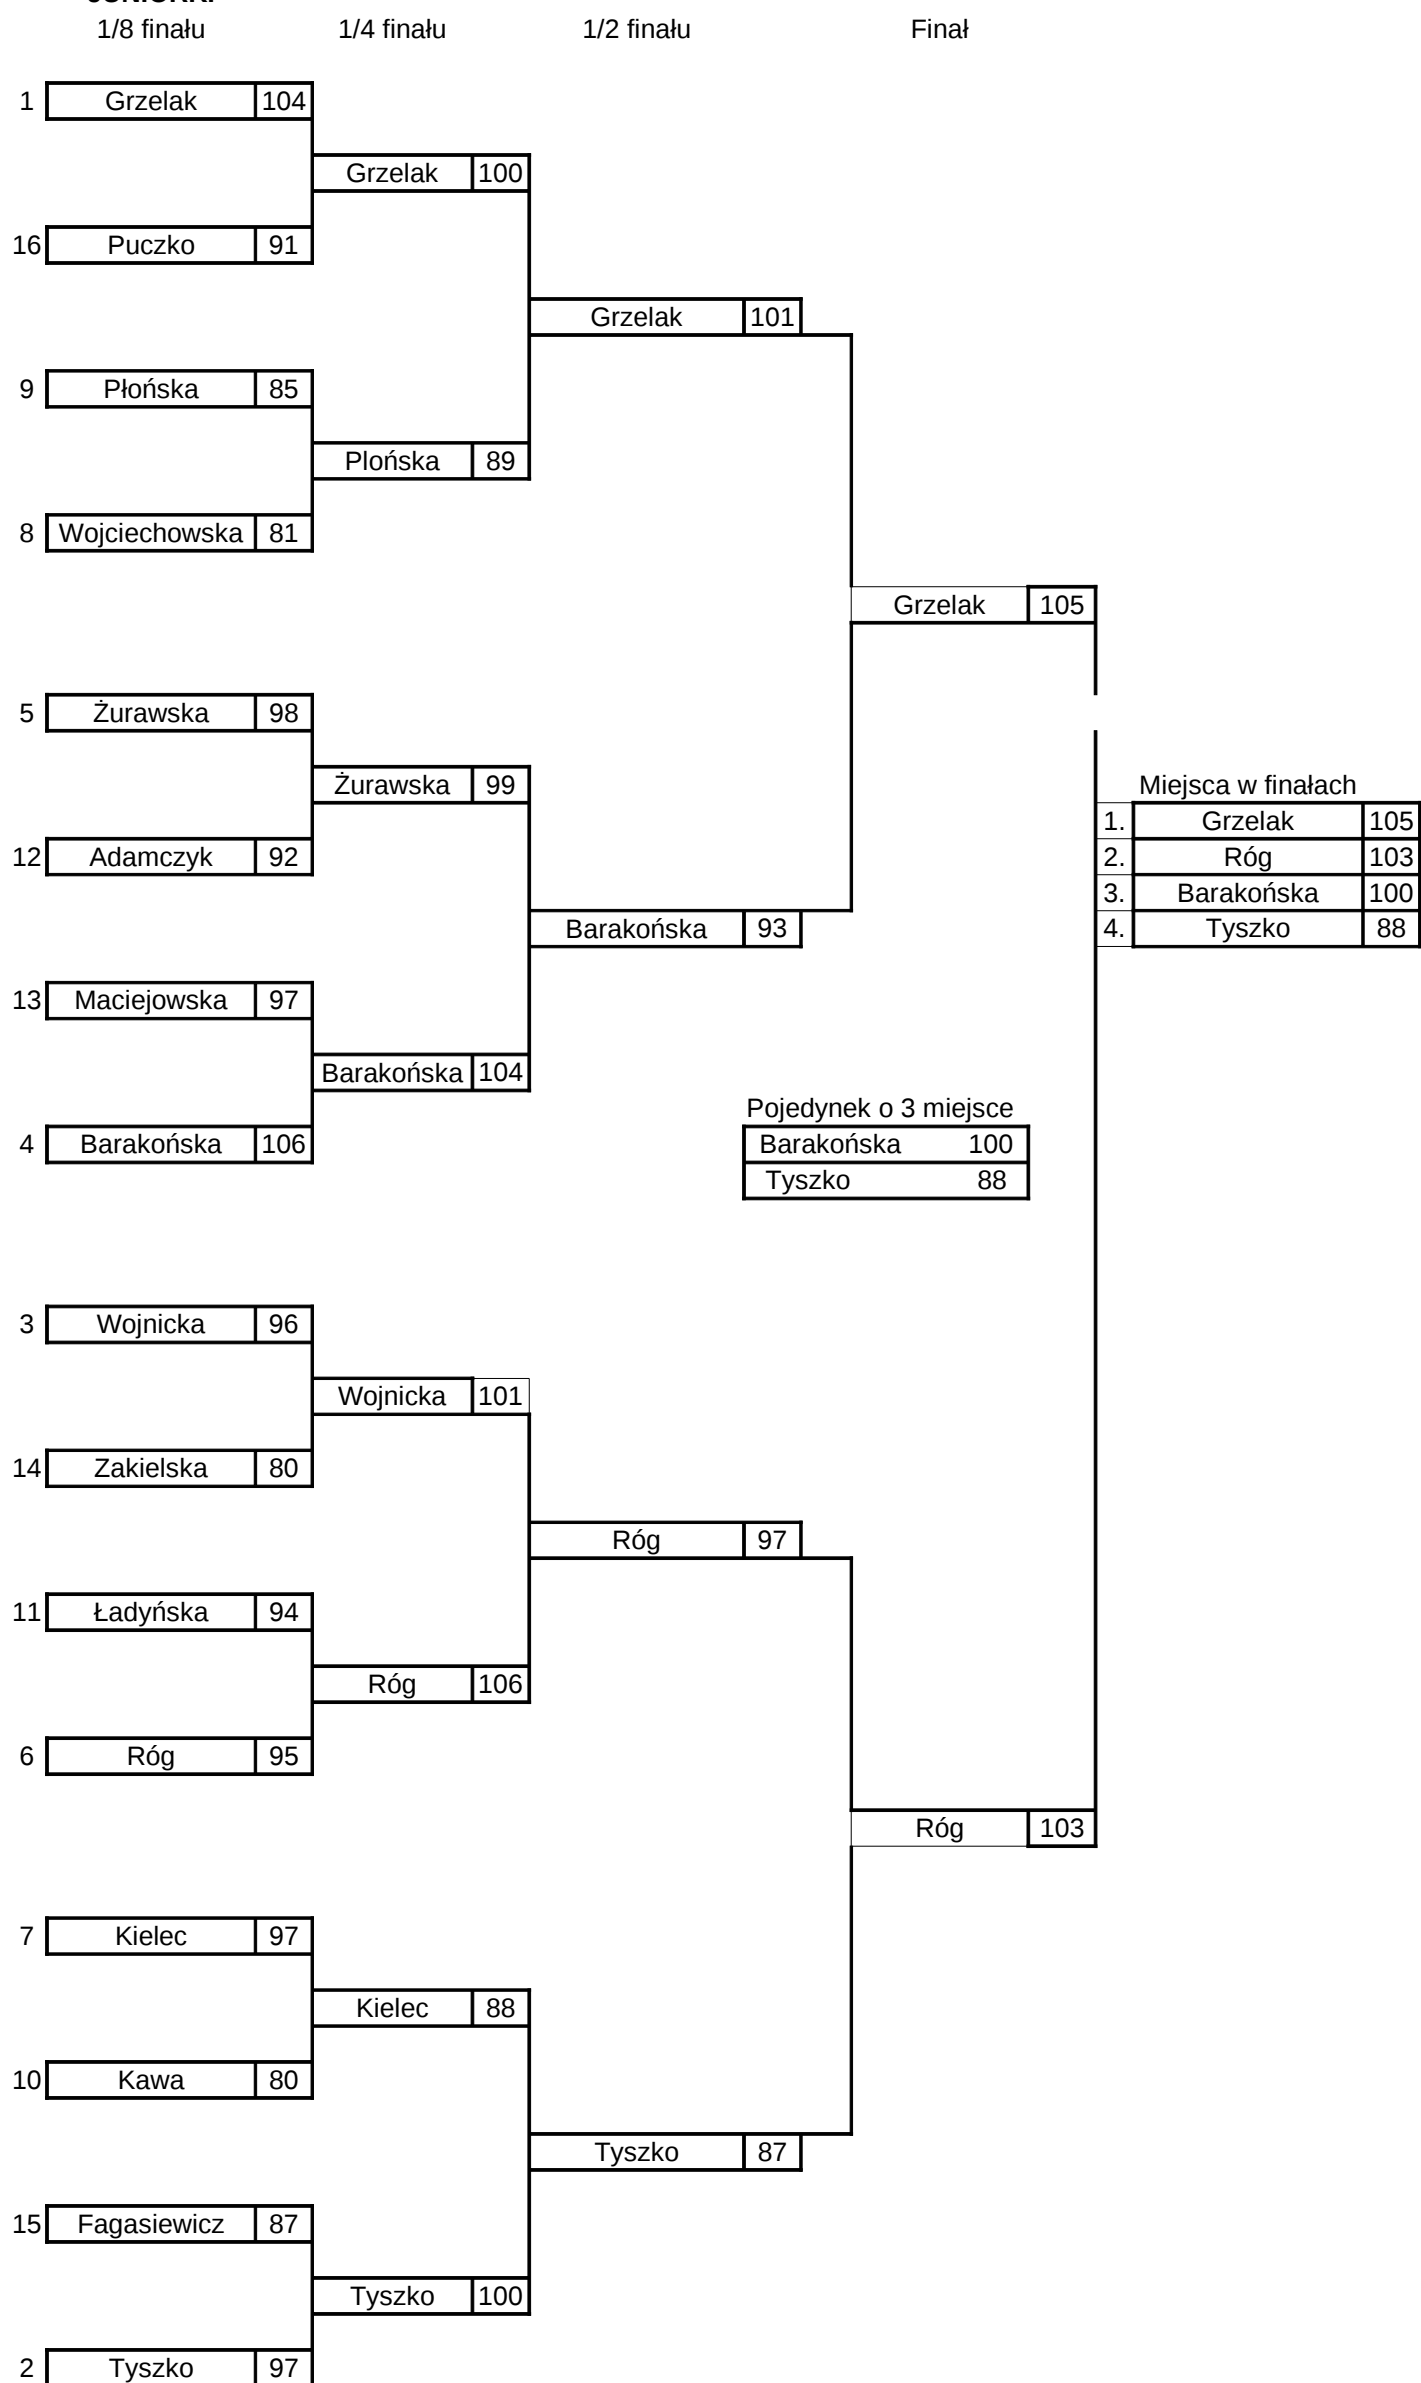 1/8 finału 1/4 finału 1/2 finału Finał
1 Grzelak 104
Grzelak 100
16 Puczko 91
Grzelak 101
9 Płońska 85
Plońska 89
8 Wojciechowska 81
Grzelak 105
5 Żurawska 98
Żurawska 99 Miejsca w finałach
1. Grzelak 105
12 Adamczyk 92 2. Róg 103
3. Barakońska 100
Barakońska 93 4. Tyszko 88
13 Maciejowska 97
Barakońska 104
Pojedynek o 3 miejsce
4 Barakońska 106 Barakońska 100
Tyszko 88
3 Wojnicka 96
Wojnicka 101
14 Zakielska 80
Róg 97
11 Ładyńska 94
Róg 106
6 Róg 95
Róg 103
7 Kielec 97
Kielec 88
10 Kawa 80
Tyszko 87
15 Fagasiewicz 87
Tyszko 100
2 Tyszko 97